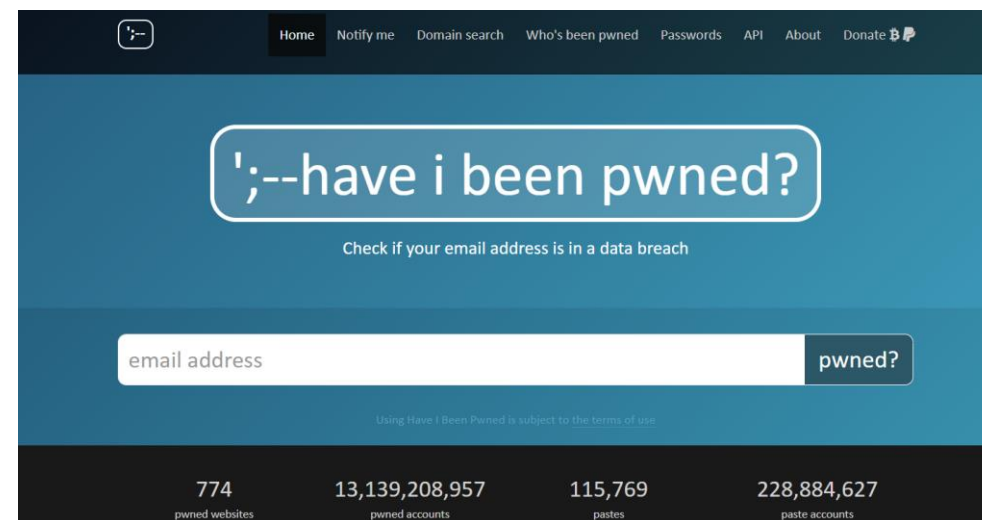 ';--
Home Notify me Domain search Who's been pwned Passwords API About Donate
';--have i been pwned?
Check if your email address is in a data breach
email address pwned?
Using Have I Been Pwned is subject to the terms of use
774 13,139,208,957 115,769 228,884,627
pwned websites pwned accounts pastes paste accounts